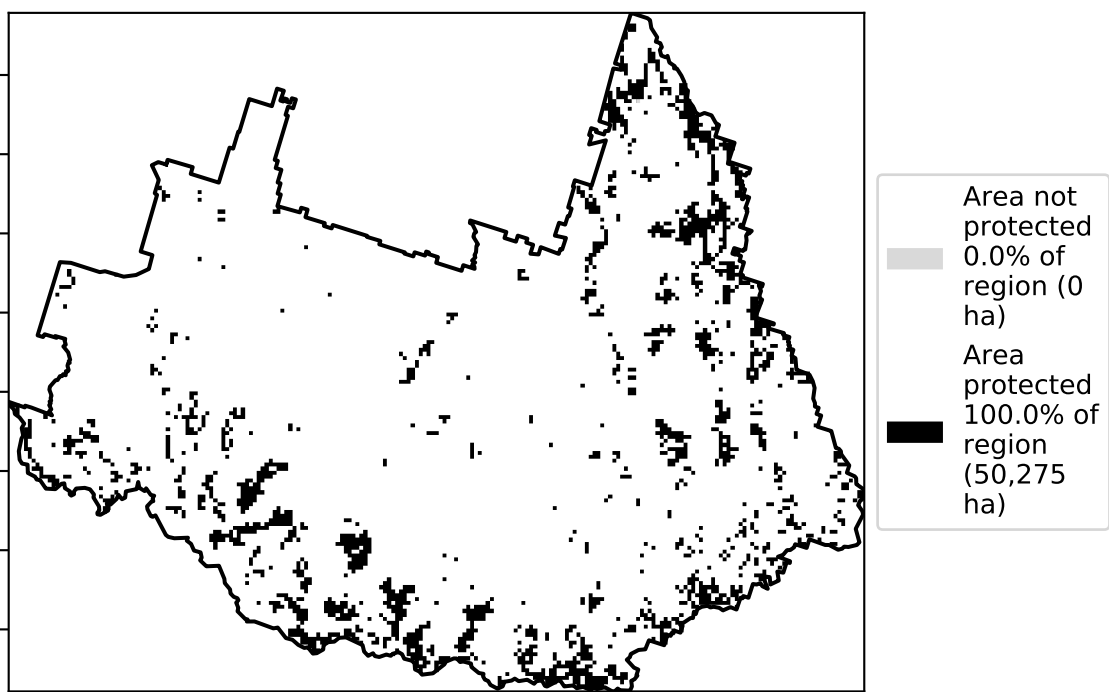 Area not
protected
0.0% of
region (0
ha)
Area
protected
100.0% of
region
(50,275
ha)